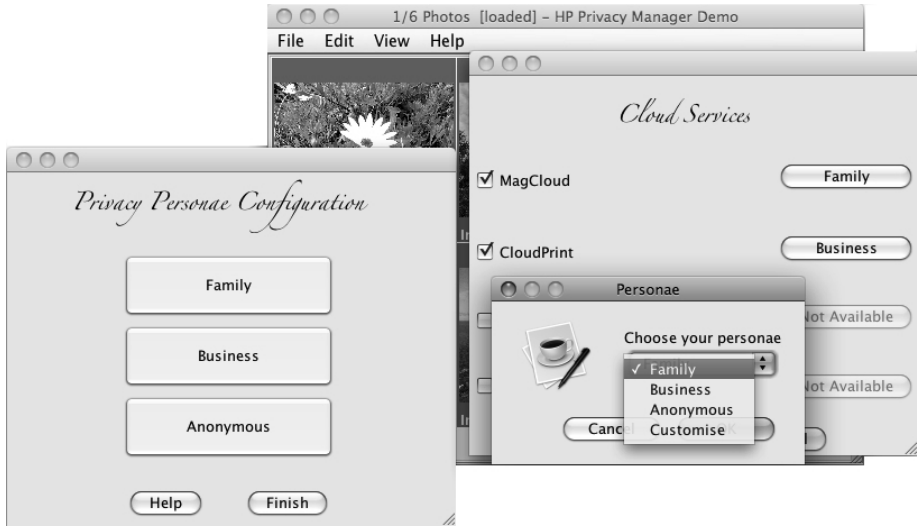 1/6 Photos [loaded] – HP Privacy Manager Demo
File Edit View Help
Cloud Services
MagCloud Family
CloudPrint Business
Not Available
Not Available
Privacy Personae Configuration
Family
Business
Anonymous
Help Finish
Personae
Choose your personae
✓ Family
Business
Anonymous
Customise